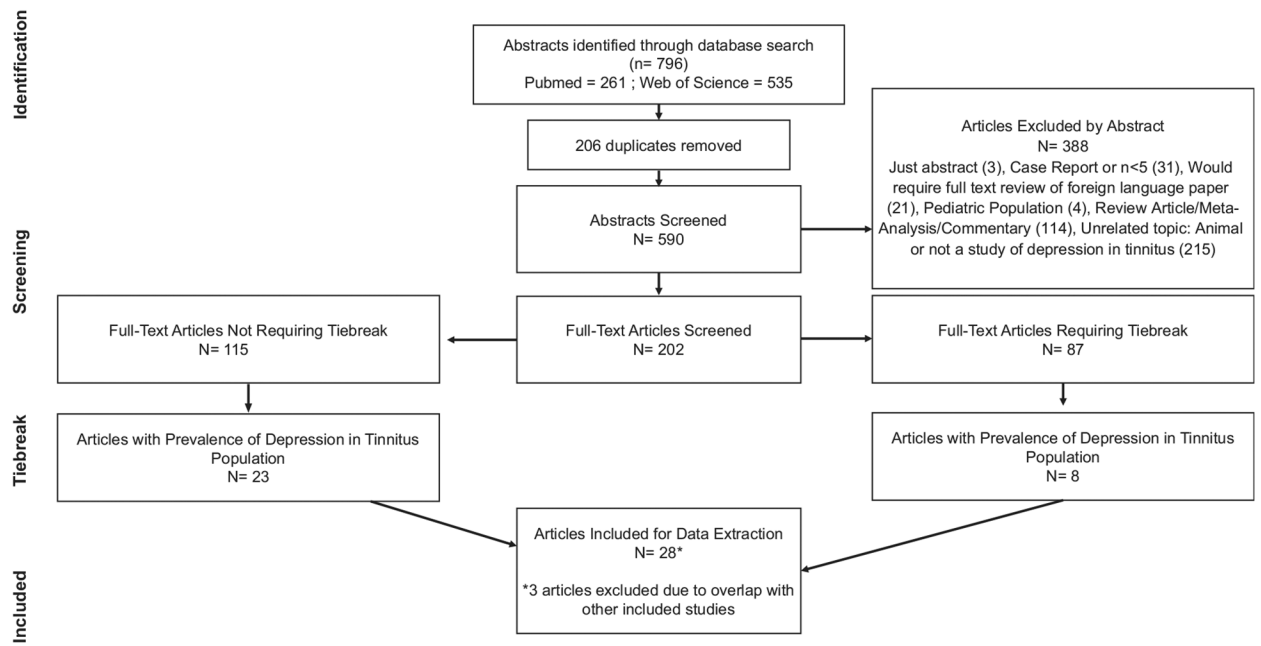 Identification
Abstracts identified through database search
(n= 796)
Pubmed = 261 ; Web of Science = 535
206 duplicates removed
Articles Excluded by Abstract
N= 388
Just abstract (3), Case Report or n<5 (31), Would
require full text review of foreign language paper
(21), Pediatric Population (4), Review Article/Meta-
Analysis/Commentary (114), Unrelated topic: Animal
or not a study of depression in tinnitus (215)
Screening
Abstracts Screened
N= 590
Full-Text Articles Not Requiring Tiebreak
N= 115
Full-Text Articles Screened
N= 202
Full-Text Articles Requiring Tiebreak
N= 87
Tiebreak
Articles with Prevalence of Depression in Tinnitus
Population
N= 23
Articles with Prevalence of Depression in Tinnitus
Population
N= 8
Included
Articles Included for Data Extraction
N= 28*
*3 articles excluded due to overlap with
other included studies